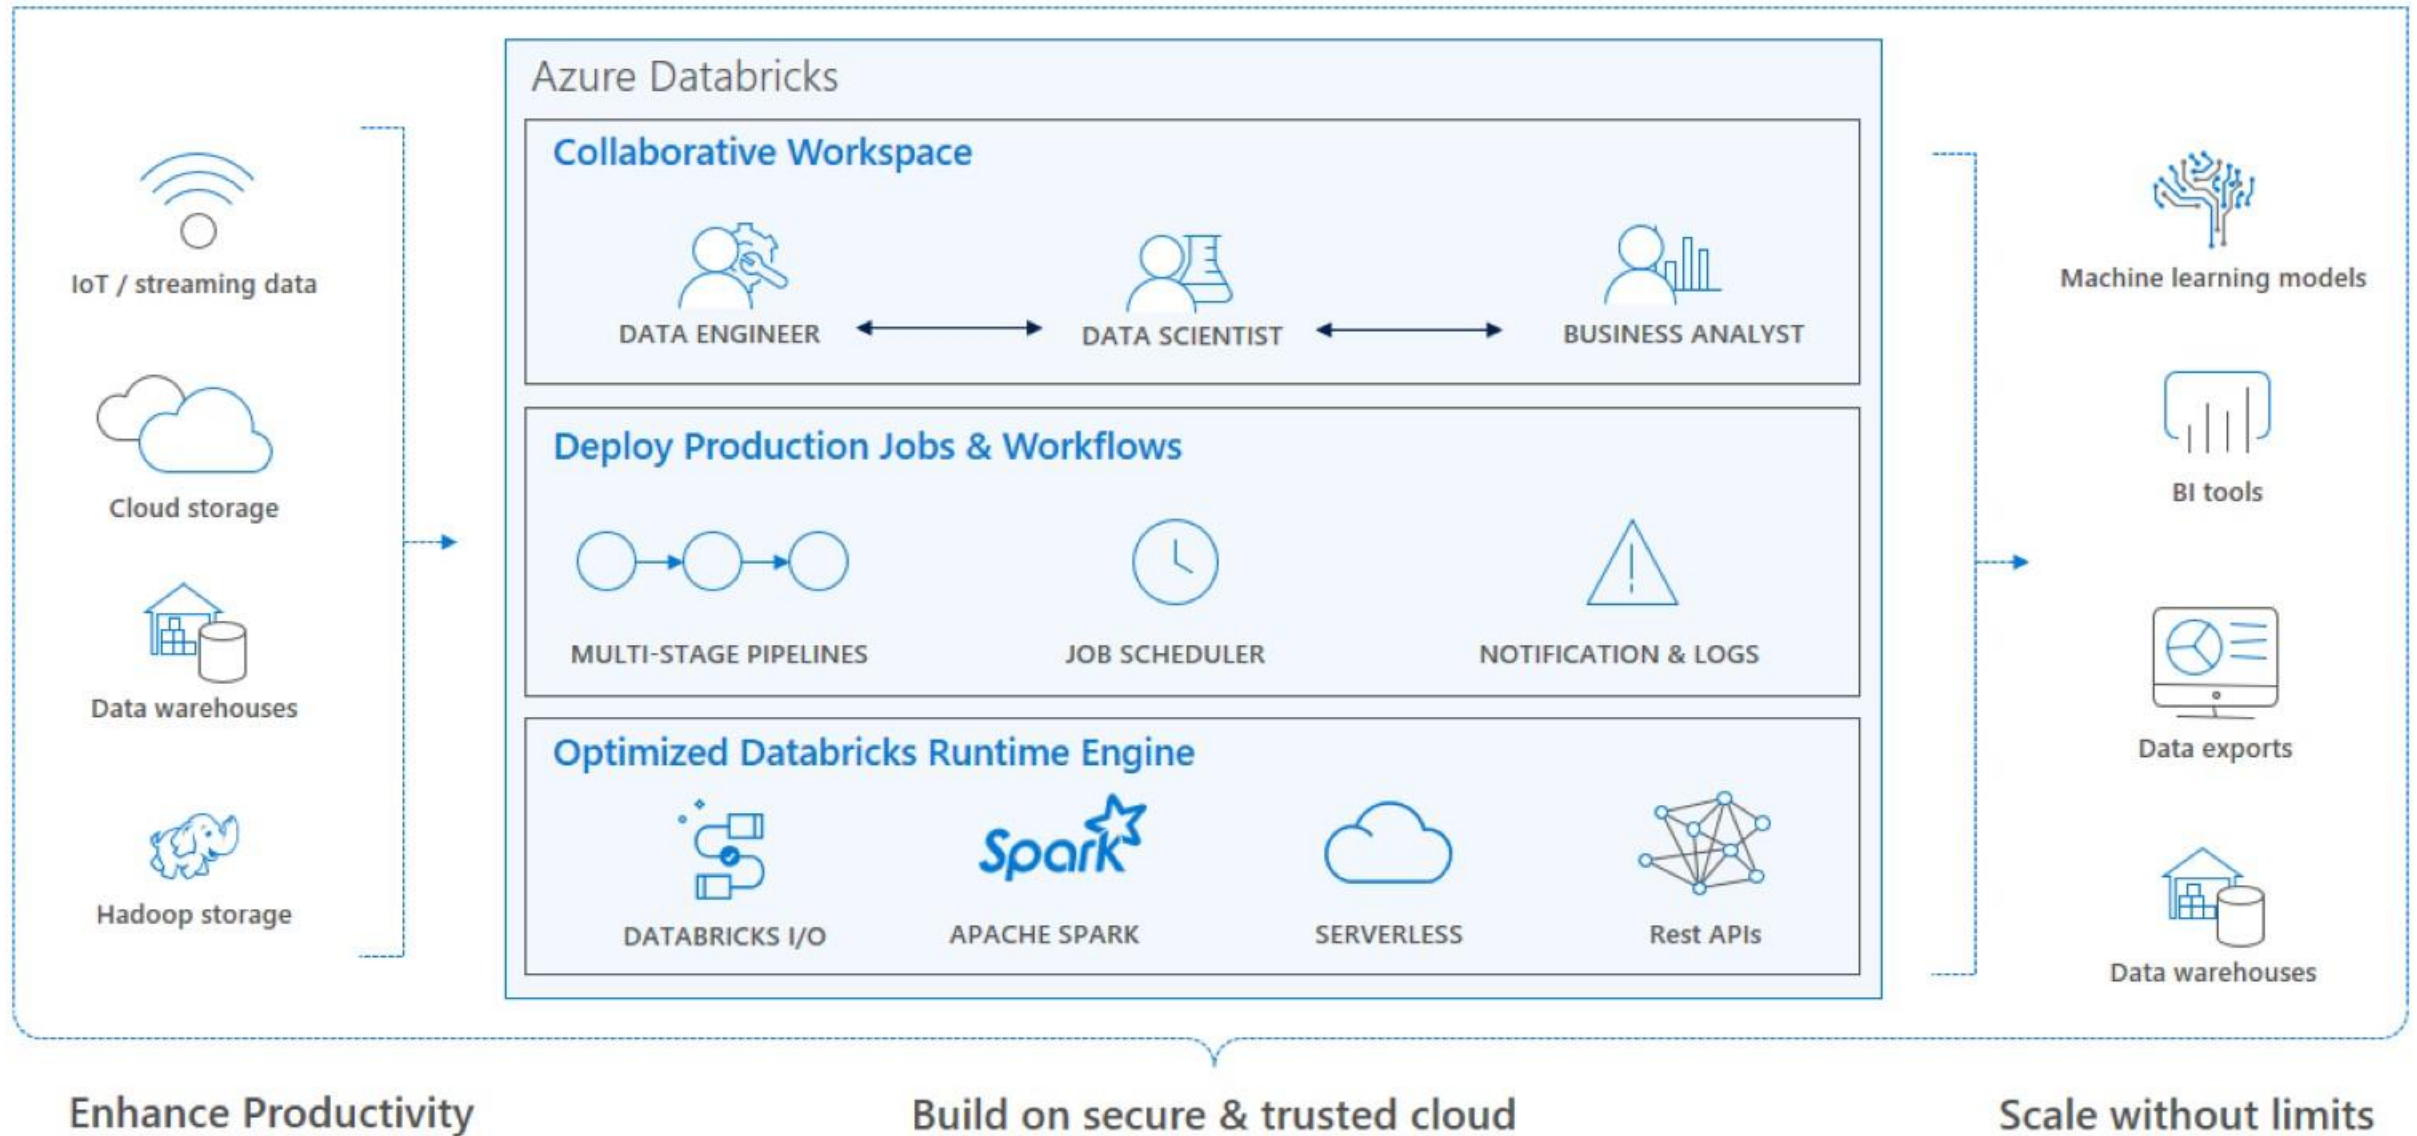 Azure Databricks
Collaborative Workspace
DATA ENGINEER
DATA SCIENTIST
BUSINESS ANALYST
Deploy Production Jobs & Workflows
MULTI-STAGE PIPELINES
JOB SCHEDULER
NOTIFICATION & LOGS
Optimized Databricks Runtime Engine
Spark
DATABRICKS I/O
APACHE SPARK
SERVERLESS
Rest APIs
IoT / streaming data
Cloud storage
Data warehouses
Hadoop storage
Machine learning models
BI tools
Data exports
Data warehouses
Enhance Productivity
Build on secure & trusted cloud
Scale without limits